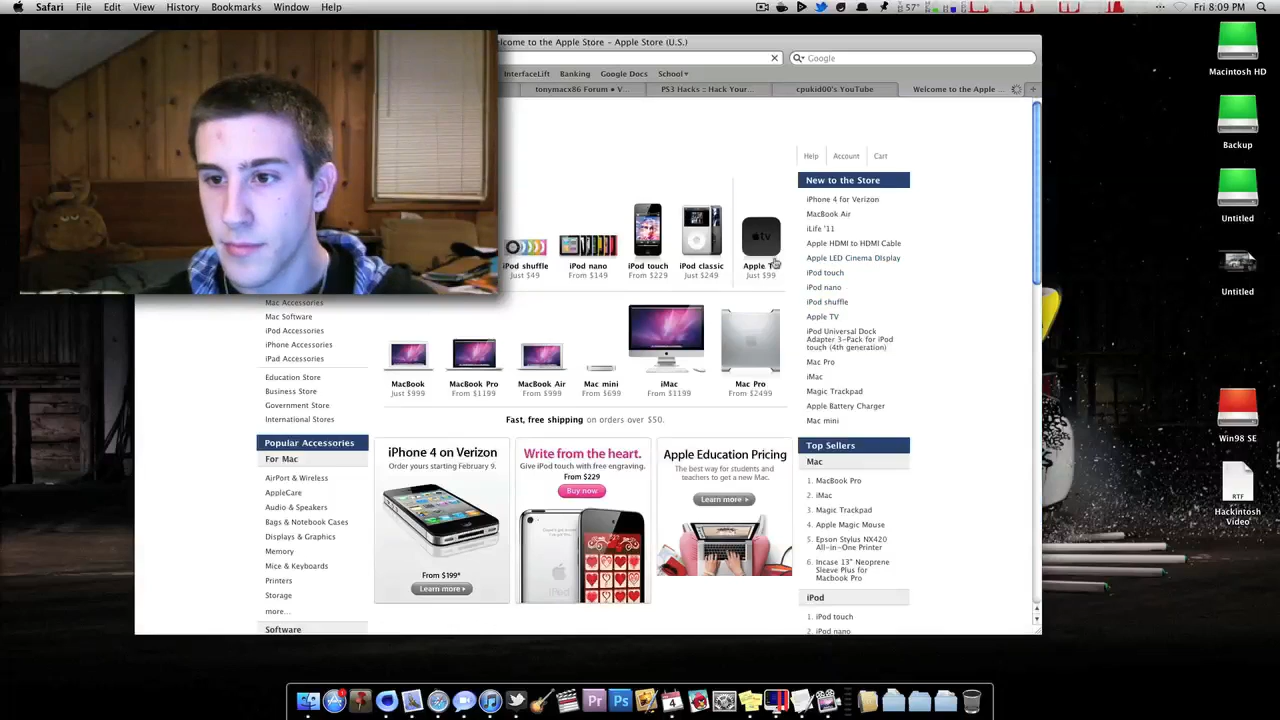 Safari File Edit View History Bookmarks Window Help
57° Fri 8:09 PM
Welcome to the Apple Store – Apple Store (U.S.)
Google
InterfaceLift Banking Google Docs School
tonymacx86 Forum • V... PS3 Hacks :: Hack Your... cpukid00's YouTube Welcome to the Apple ...
Help Account Cart
iPod shuffle
Just $49
iPod nano
From $149
iPod touch
From $229
iPod classic
Just $249
tv
Apple
Just $99
MacBook
Just $999
MacBook Pro
From $1199
MacBook Air
From $999
Mac mini
From $699
iMac
From $1199
Mac Pro
From $2499
Fast, free shipping on orders over $50.
Mac Accessories
Mac Software
iPod Accessories
iPhone Accessories
iPad Accessories
Education Store
Business Store
Government Store
International Stores
Popular Accessories
For Mac
AirPort & Wireless
AppleCare
Audio & Speakers
Bags & Notebook Cases
Displays & Graphics
Memory
Mice & Keyboards
Printers
Storage
more...
Software
iPhone 4 on Verizon
Order yours starting February 9.
From $199*
Learn more
Write from the heart.
Give iPod touch with free engraving.
From $229
Buy now
iPod
Apple Education Pricing
The best way for students and
teachers to get a new Mac.
Learn more
New to the Store
iPhone 4 for Verizon
MacBook Air
iLife '11
Apple HDMI to HDMI Cable
Apple LED Cinema Display
iPod touch
iPod nano
iPod shuffle
Apple TV
iPod Universal Dock
Adapter 3-Pack for iPod
touch (4th generation)
Mac Pro
iMac
Magic Trackpad
Apple Battery Charger
Mac mini
Top Sellers
Mac
1. MacBook Pro
2. iMac
3. Magic Trackpad
4. Apple Magic Mouse
5. Epson Stylus NX420
All-in-One Printer
6. Incase 13" Neoprene
Sleeve Plus for
Macbook Pro
iPod
1. iPod touch
2. iPod nano
Macintosh HD
Backup
Untitled
Untitled
Win98 SE
RTF
Hackintosh
Video
Pr Ps 4